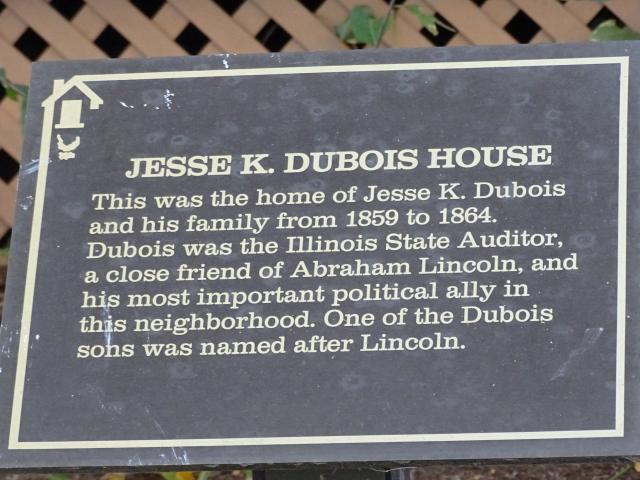 JESSE K. DUBOIS HOUSE
This was the home of Jesse K. Dubois
and his family from 1859 to 1864.
Dubois was the Illinois State Auditor,
a close friend of Abraham Lincoln, and
his most important political ally in
this neighborhood. One of the Dubois
sons was named after Lincoln.